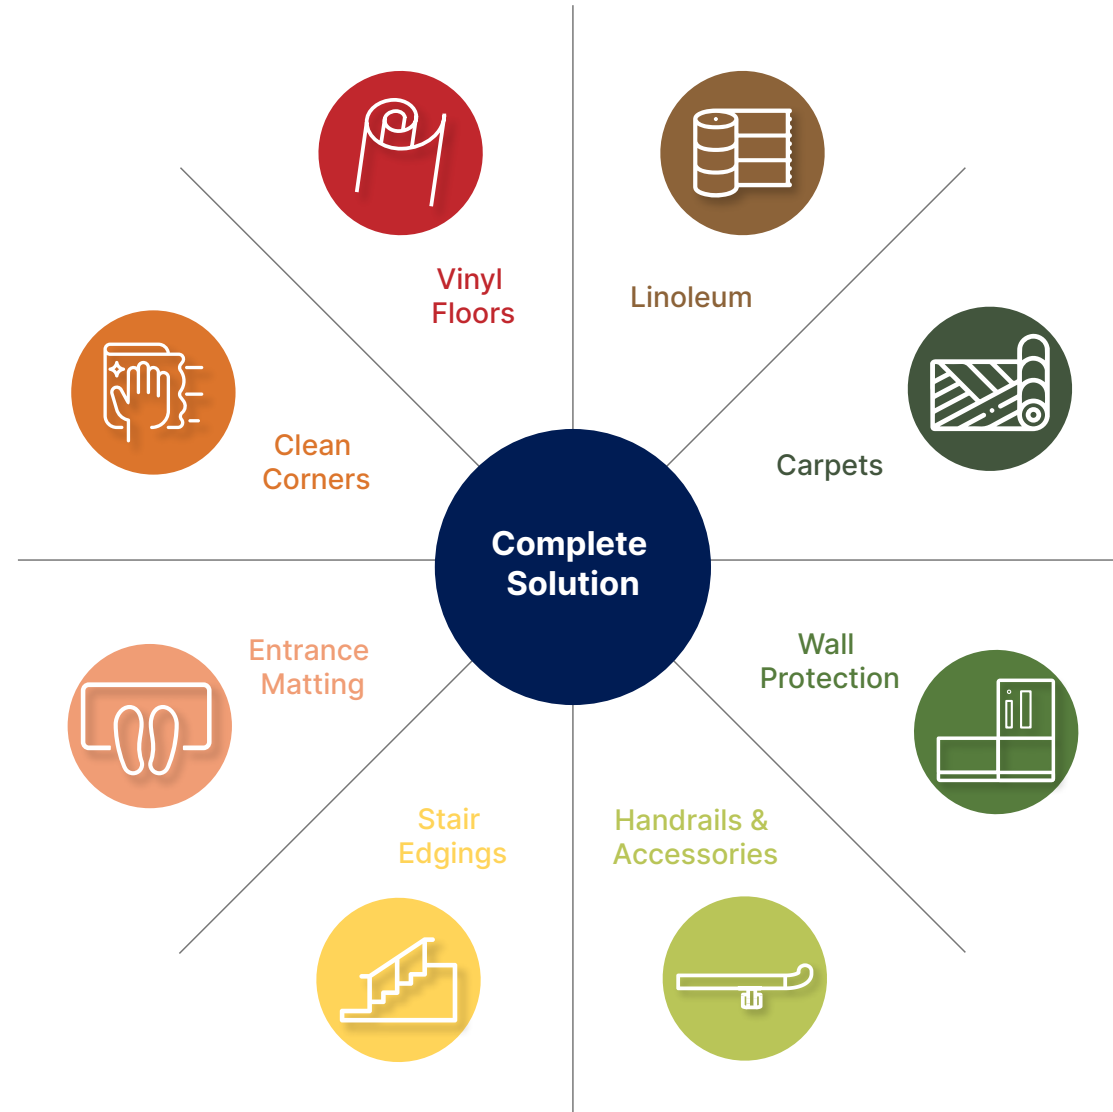 Vinyl
Floors
Linoleum
Clean
Corners
Carpets
Complete
Solution
Entrance
Matting
Wall
Protection
Stair
Edgings
Handrails &
Accessories